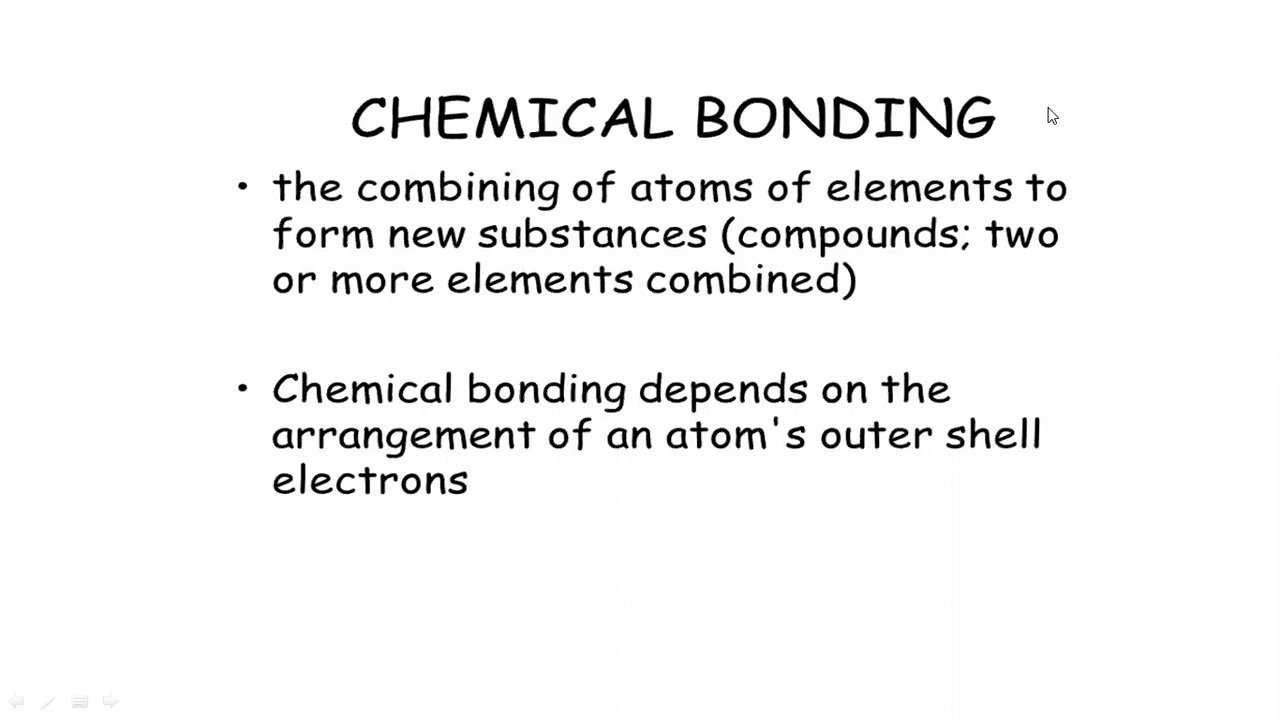 CHEMICAL BONDING
• the combining of atoms of elements to
form new substances (compounds; two
or more elements combined)
• Chemical bonding depends on the
arrangement of an atom's outer shell
electrons